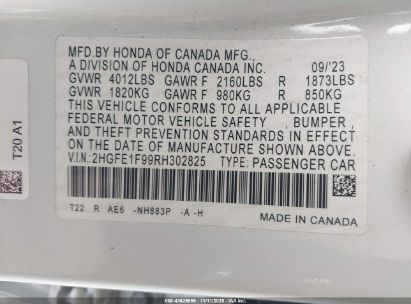 MFD.BY HONDA OF CANADA MFG.,
A DIVISION OF HONDA CANADA INC. 09/'23
GVWR 4012LBS GAWR F 2160LBS R 1873LBS
GVWR 1820KG GAWR F 980KG R 850KG
THIS VEHICLE CONFORMS TO ALL APPLICABLE
FEDERAL MOTOR VEHICLE SAFETY, BUMPER
AND THEFT PREVENTION STANDARDS IN EFFECT
ON THE DATE OF MANUFACTURE SHOWN ABOVE.
V.I.N:2HGFE1F99RH302825 TYPE:PASSENGER CAR
T22 R AE6 -NH883P -A -H
MADE IN CANADA
T20 A1